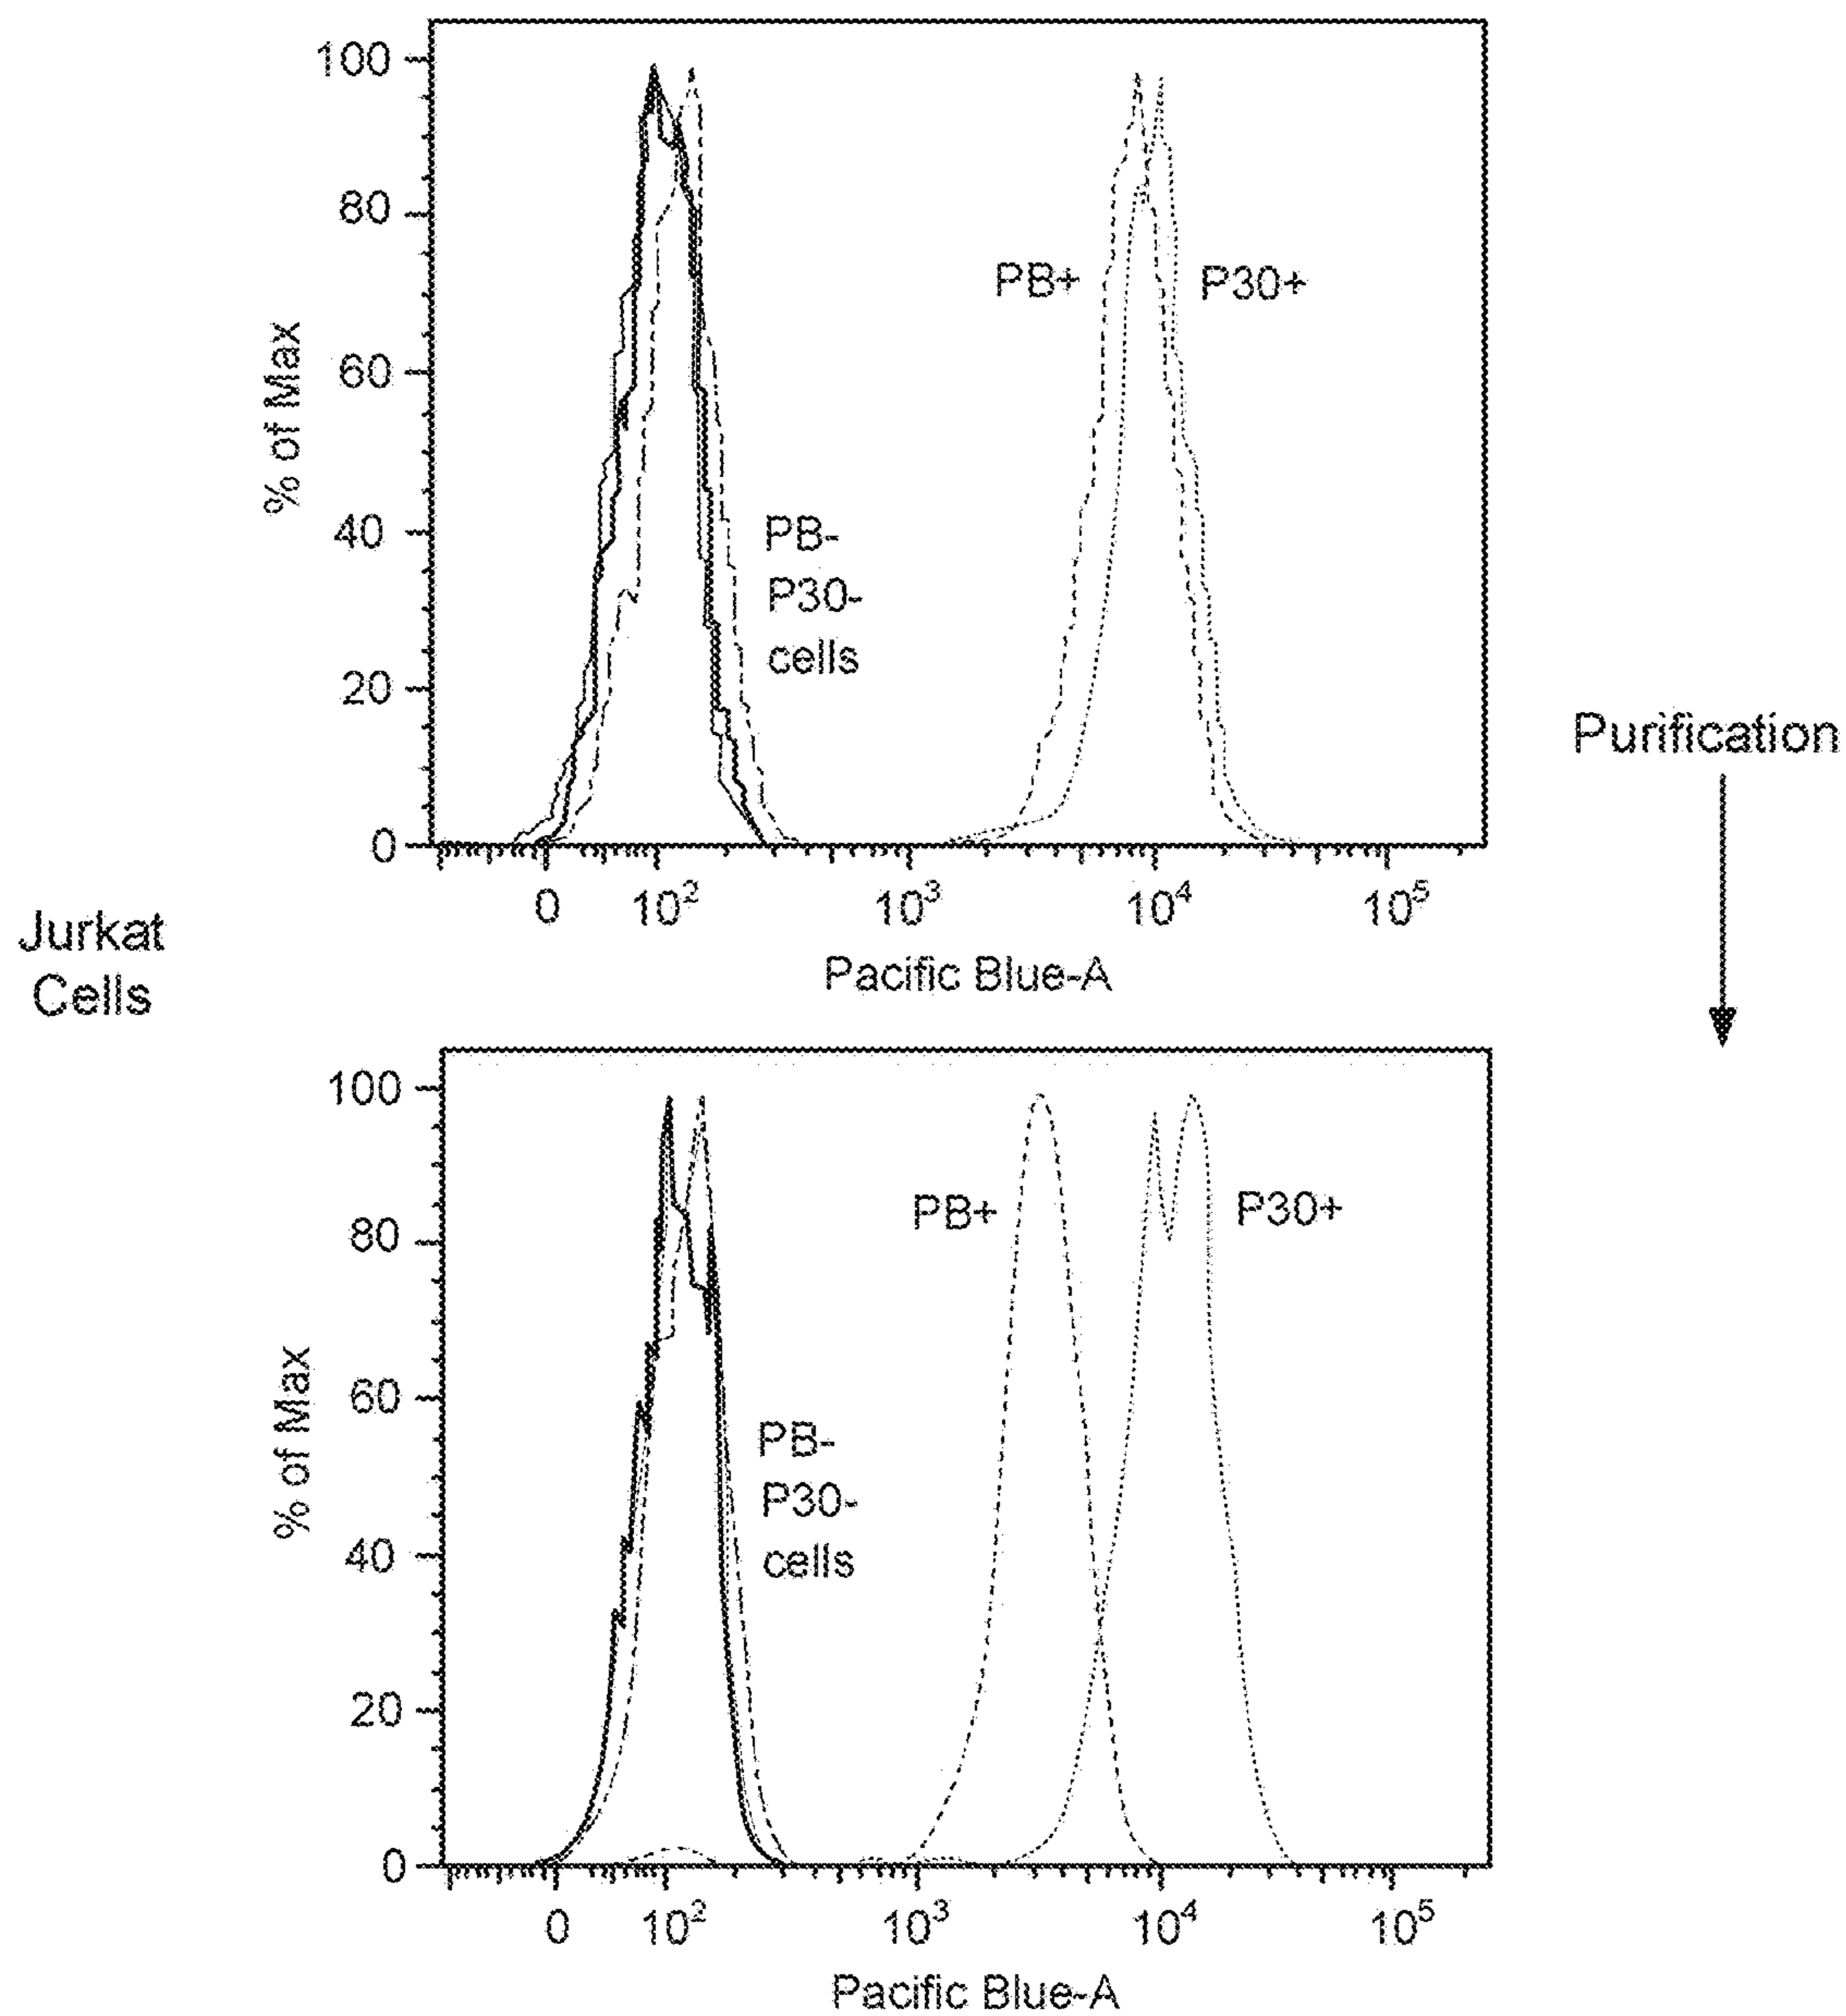 100
80
60
40
20
0
% of Max
PB+
P30+
PB-
P30-
cells
0 10² 10³ 10⁴ 10⁵
Pacific Blue-A
Purification
Jurkat
Cells
100
80
60
40
20
0
% of Max
PB+
P30+
PB-
P30-
cells
0 10² 10³ 10⁴ 10⁵
Pacific Blue-A